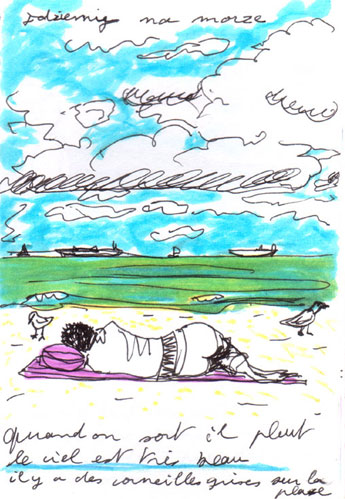 Idziemy na morze
Quand on sort il pleut
le ciel est très beau
il y a des corneilles grises sur la
plage